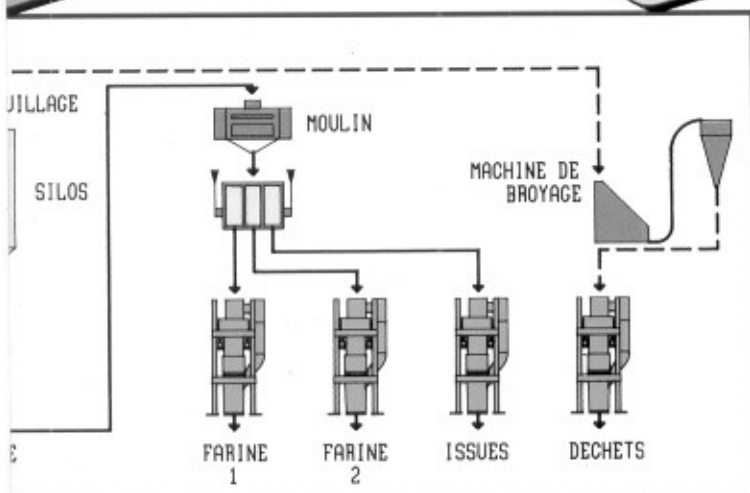 UILLAGE
MOULIN
SILOS
MACHINE DE
BROYAGE
E
FARINE
1
FARINE
2
ISSUES
DECHETS